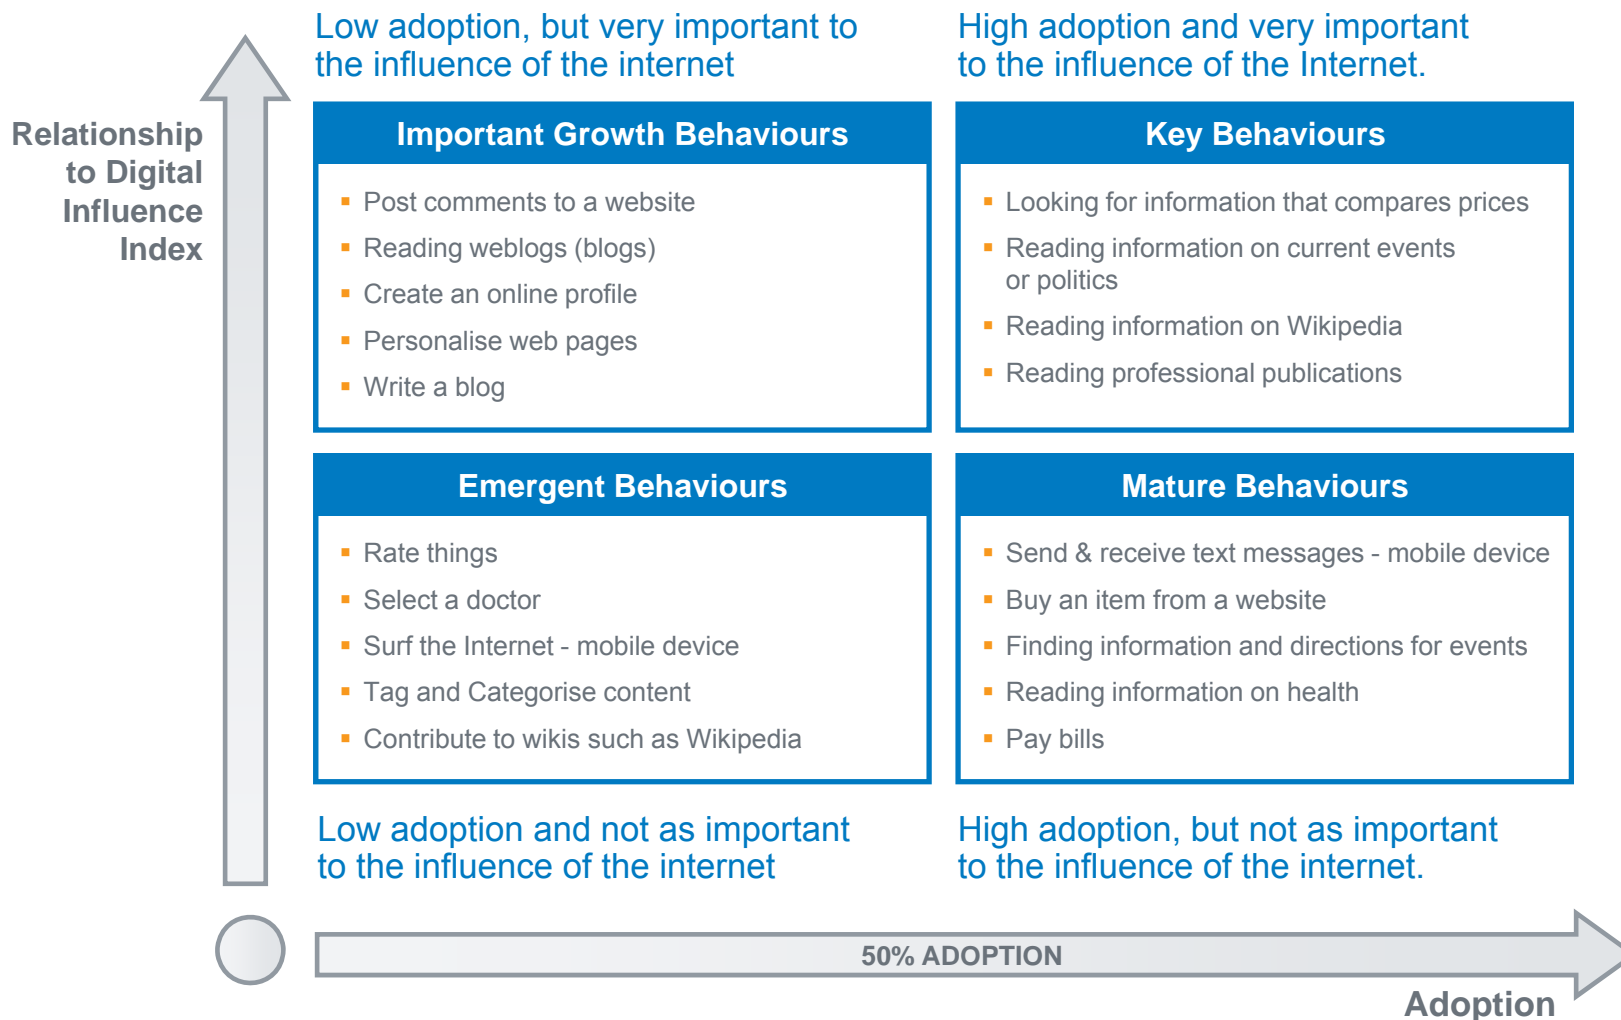 Low adoption, but very important to
the influence of the internet
High adoption and very important
to the influence of the Internet.
Relationship
to Digital
Influence
Index
Important Growth Behaviours
Post comments to a website
Reading weblogs (blogs)
Create an online profile
Personalise web pages
Write a blog
Key Behaviours
Looking for information that compares prices
Reading information on current events
or politics
Reading information on Wikipedia
Reading professional publications
Emergent Behaviours
Rate things
Select a doctor
Surf the Internet - mobile device
Tag and Categorise content
Contribute to wikis such as Wikipedia
Mature Behaviours
Send & receive text messages - mobile device
Buy an item from a website
Finding information and directions for events
Reading information on health
Pay bills
Low adoption and not as important
to the influence of the internet
High adoption, but not as important
to the influence of the internet.
50% ADOPTION
Adoption